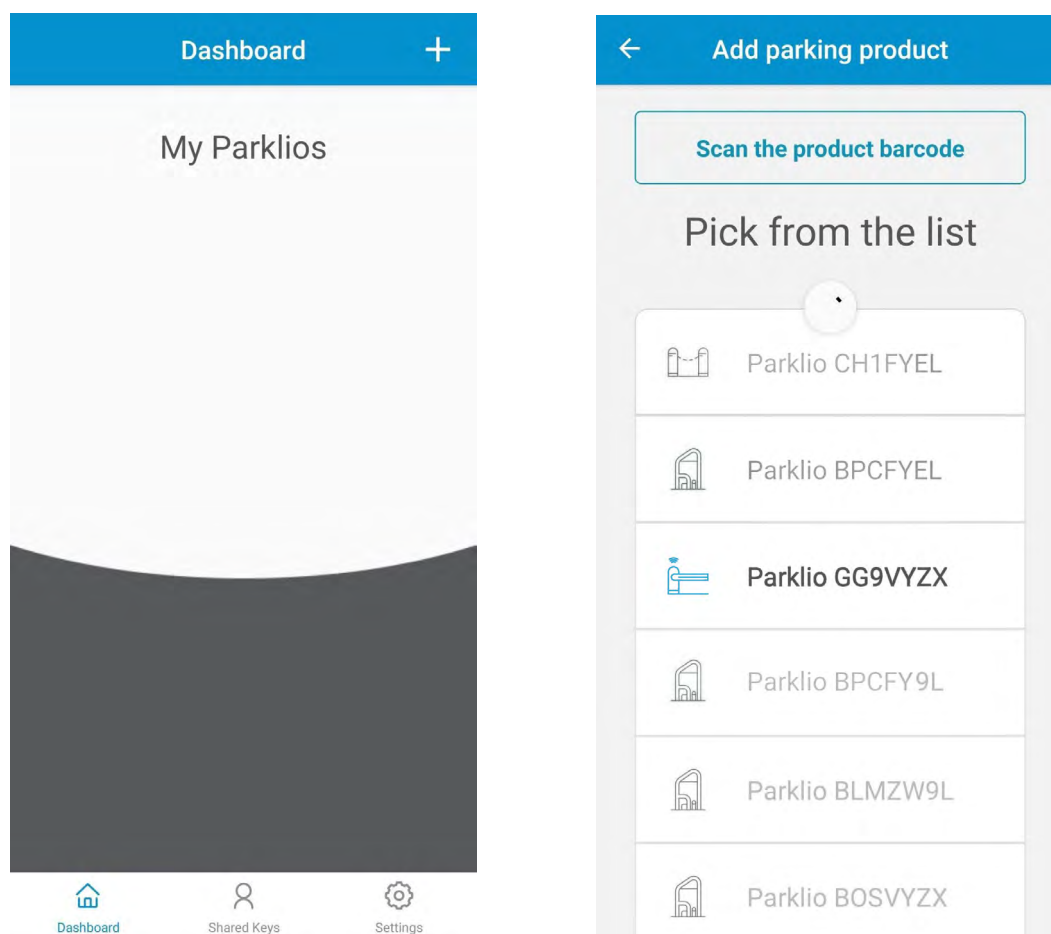 Dashboard
My Parklios
Dashboard
Shared Keys
Settings
Add parking product
Scan the product barcode
Pick from the list
Parklio CH1FYEL
Parklio BPCFYEL
Parklio GG9VYZX
Parklio BPCFY9L
Parklio BLMZW9L
Parklio BOSVYZX